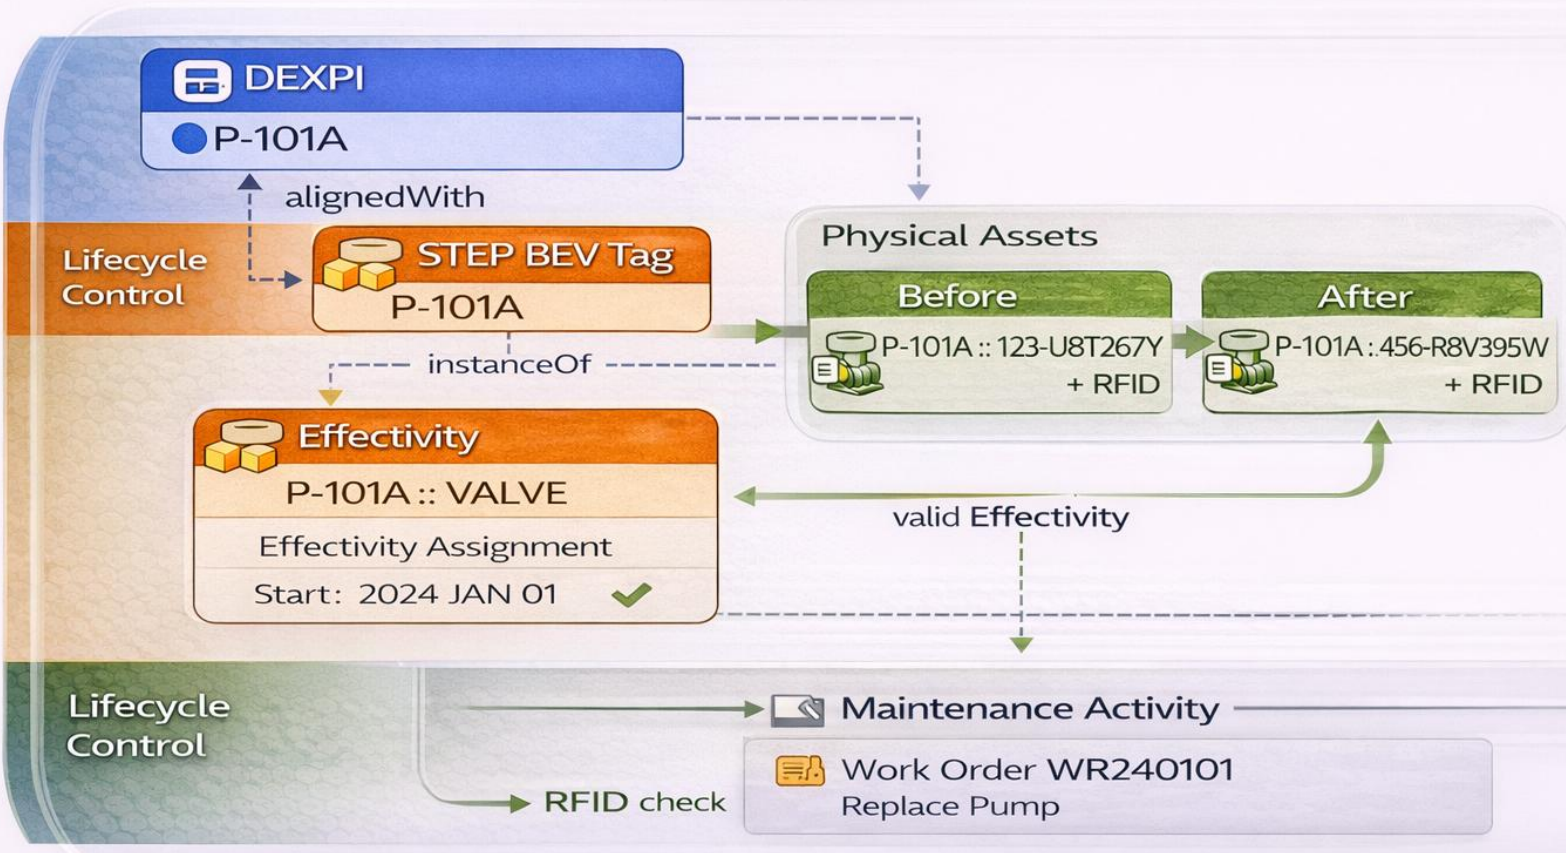 DEXPI
P-101A
alignedWith
Lifecycle
Control
STEP BEV Tag
P-101A
instanceOf
Physical Assets
Before
P-101A :: 123-U8T267Y
+ RFID
After
P-101A :.456-R8V395W
+ RFID
Effectivity
P-101A :: VALVE
Effectivity Assignment
Start: 2024 JAN 01
valid Effectivity
Lifecycle
Control
Maintenance Activity
Work Order WR240101
Replace Pump
RFID check